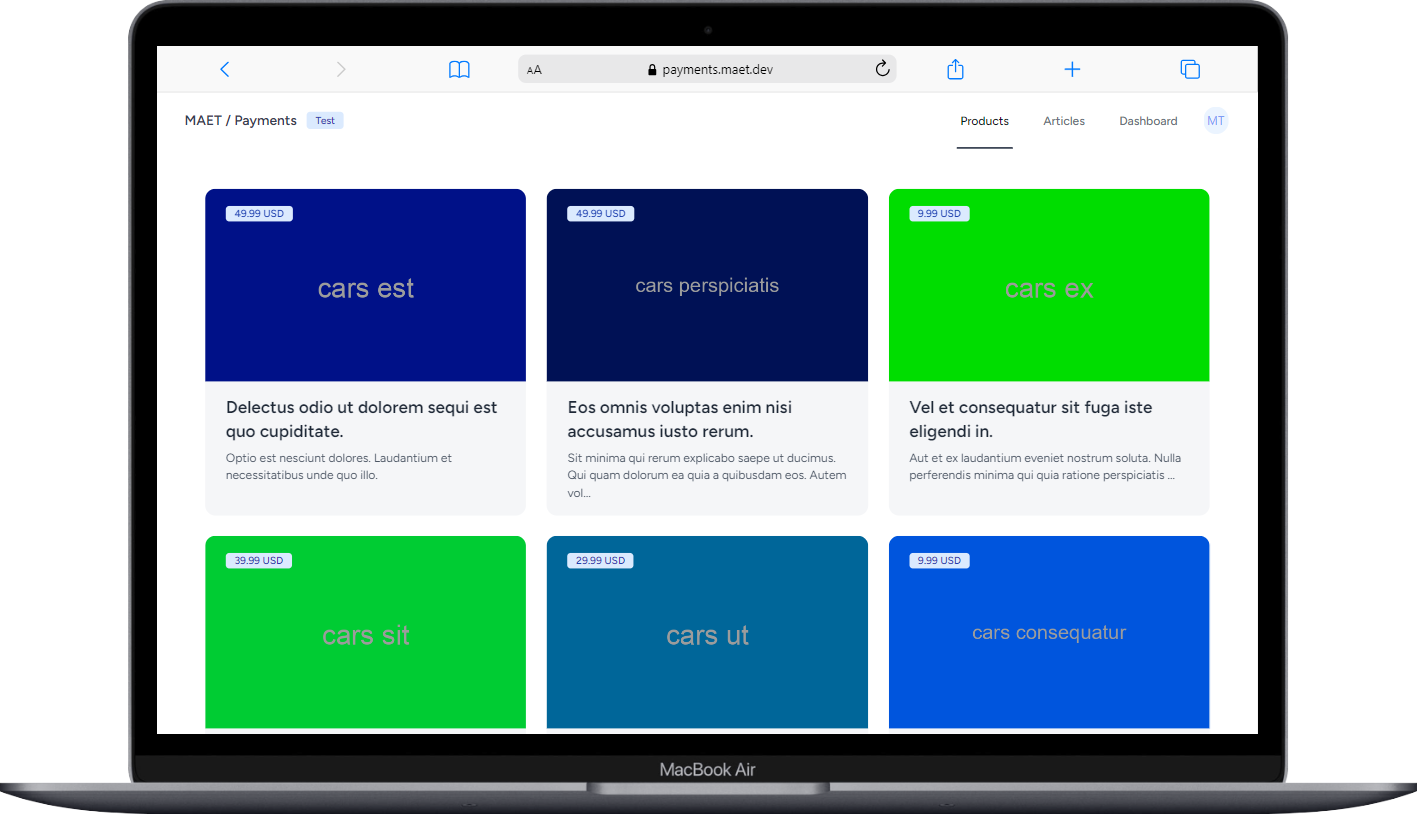 AA payments.maet.dev
MAET / Payments Test Products Articles Dashboard MT
49.99 USD
cars est
Delectus odio ut dolorem sequi est
quo cupiditate.
Optio est nesciunt dolores. Laudantium et
necessitatibus unde quo illo.
49.99 USD
cars perspiciatis
Eos omnis voluptas enim nisi
accusamus iusto rerum.
Sit minima qui rerum explicabo saepe ut ducimus.
Qui quam dolorum ea quia a quibusdam eos. Autem
vol...
9.99 USD
cars ex
Vel et consequatur sit fuga iste
eligendi in.
Aut et ex laudantium eveniet nostrum soluta. Nulla
perferendis minima qui quia ratione perspiciatis ...
39.99 USD
cars sit
29.99 USD
cars ut
9.99 USD
cars consequatur
MacBook Air